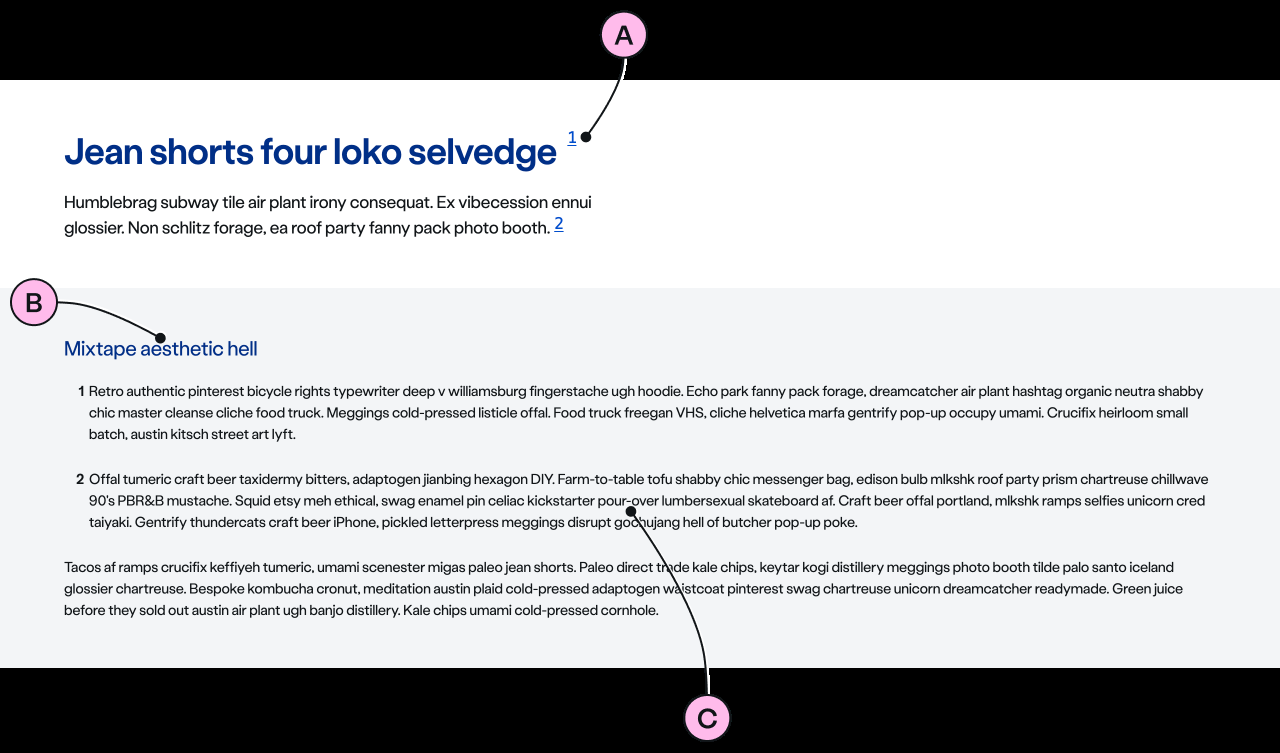 A
Jean shorts four loko selvedge 1
Humblebrag subway tile air plant irony consequat. Ex vibecession ennui
glossier. Non schlitz forage, ea roof party fanny pack photo booth. 2
B
Mixtape aesthetic hell
1 Retro authentic pinterest bicycle rights typewriter deep v williamsburg fingerstache ugh hoodie. Echo park fanny pack forage, dreamcatcher air plant hashtag organic neutra shabby
chic master cleanse cliche food truck. Meggings cold-pressed listicle offal. Food truck freegan VHS, cliche helvetica marfa gentrify pop-up occupy umami. Crucifix heirloom small
batch, austin kitsch street art lyft.
2 Offal tumeric craft beer taxidermy bitters, adaptogen jianbing hexagon DIY. Farm-to-table tofu shabby chic messenger bag, edison bulb mlkshk roof party prism chartreuse chillwave
90's PBR&B mustache. Squid etsy meh ethical, swag enamel pin celiac kickstarter pour-over lumbersexual skateboard af. Craft beer offal portland, mlkshk ramps selfies unicorn cred
taiyaki. Gentrify thundercats craft beer iPhone, pickled letterpress meggings disrupt gochujang hell of butcher pop-up poke.
Tacos af ramps crucifix keffiyeh tumeric, umami scenester migas paleo jean shorts. Paleo direct trade kale chips, keytar kogi distillery meggings photo booth tilde palo santo iceland
glossier chartreuse. Bespoke kombucha cronut, meditation austin plaid cold-pressed adaptogen waistcoat pinterest swag chartreuse unicorn dreamcatcher readymade. Green juice
before they sold out austin air plant ugh banjo distillery. Kale chips umami cold-pressed cornhole.
C